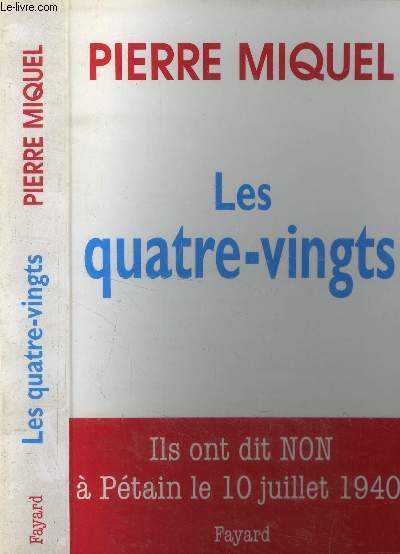 Le-livre.com
PIERRE MIQUEL
Les
quatre-vingts
Ils ont dit NON
à Pétain le 10 juillet 1940
Fayard
PIERRE MIQUEL
Les quatre-vingts
Fayard